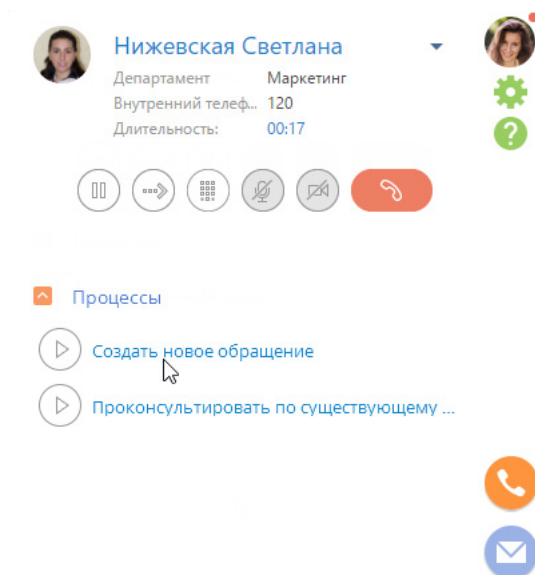 Нижевская Светлана
Департамент Маркетинг
Внутренний телеф... 120
Длительность: 00:17
Процессы
Создать новое обращение
Проконсультировать по существующему ...